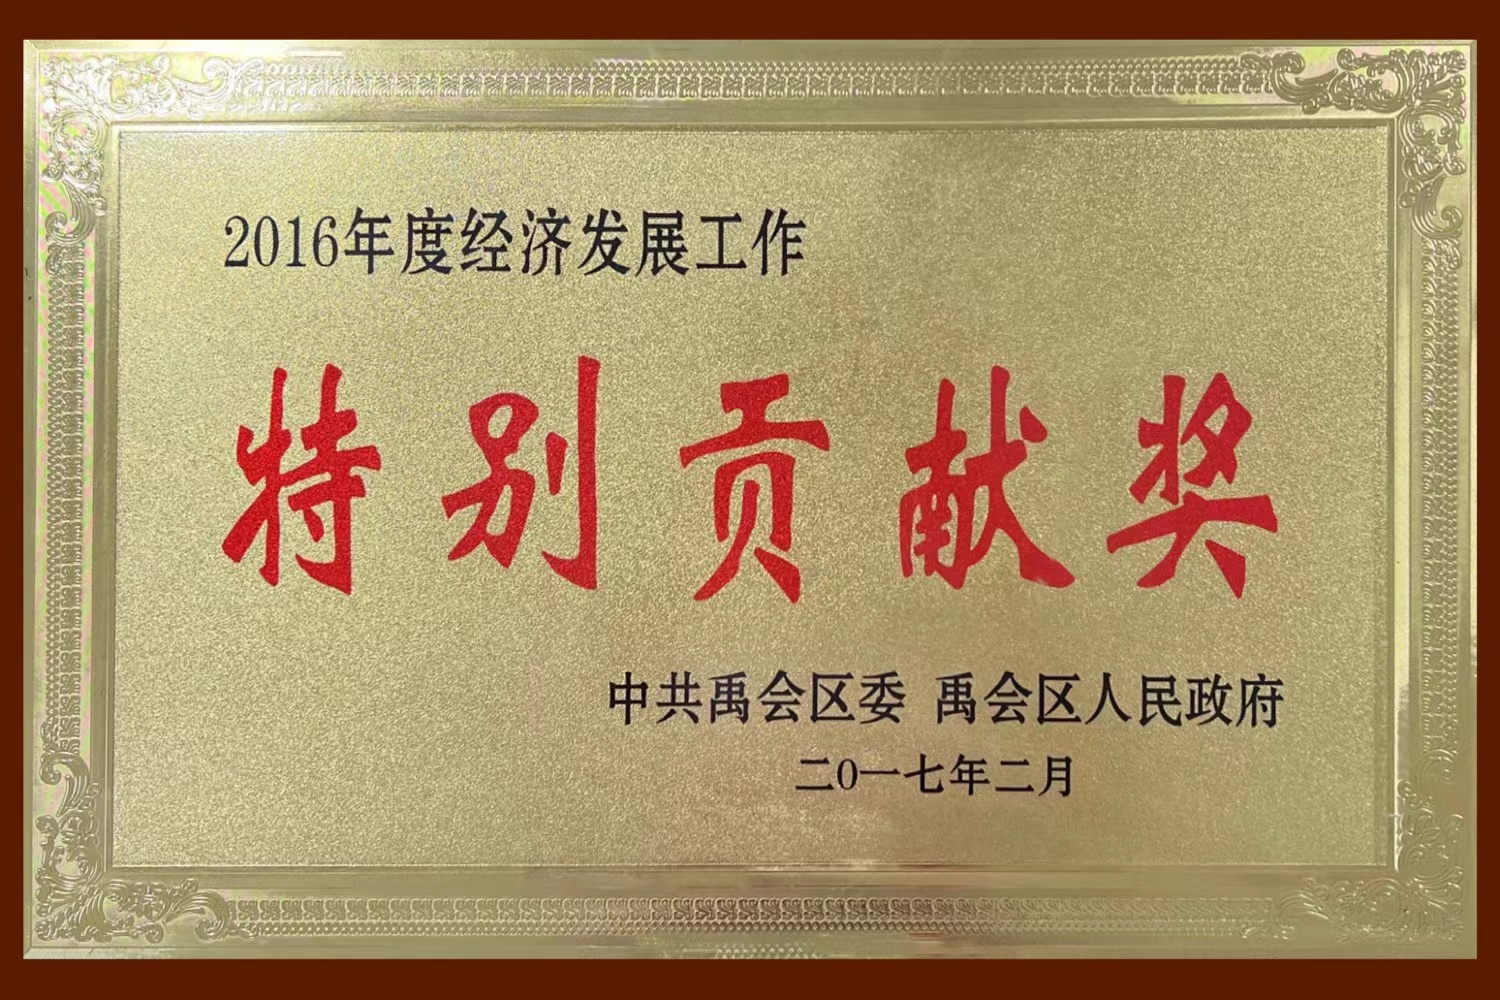 2016年度经济发展工作
特别贡献奖
中共禹会区委 禹会区人民政府
二0一七年二月